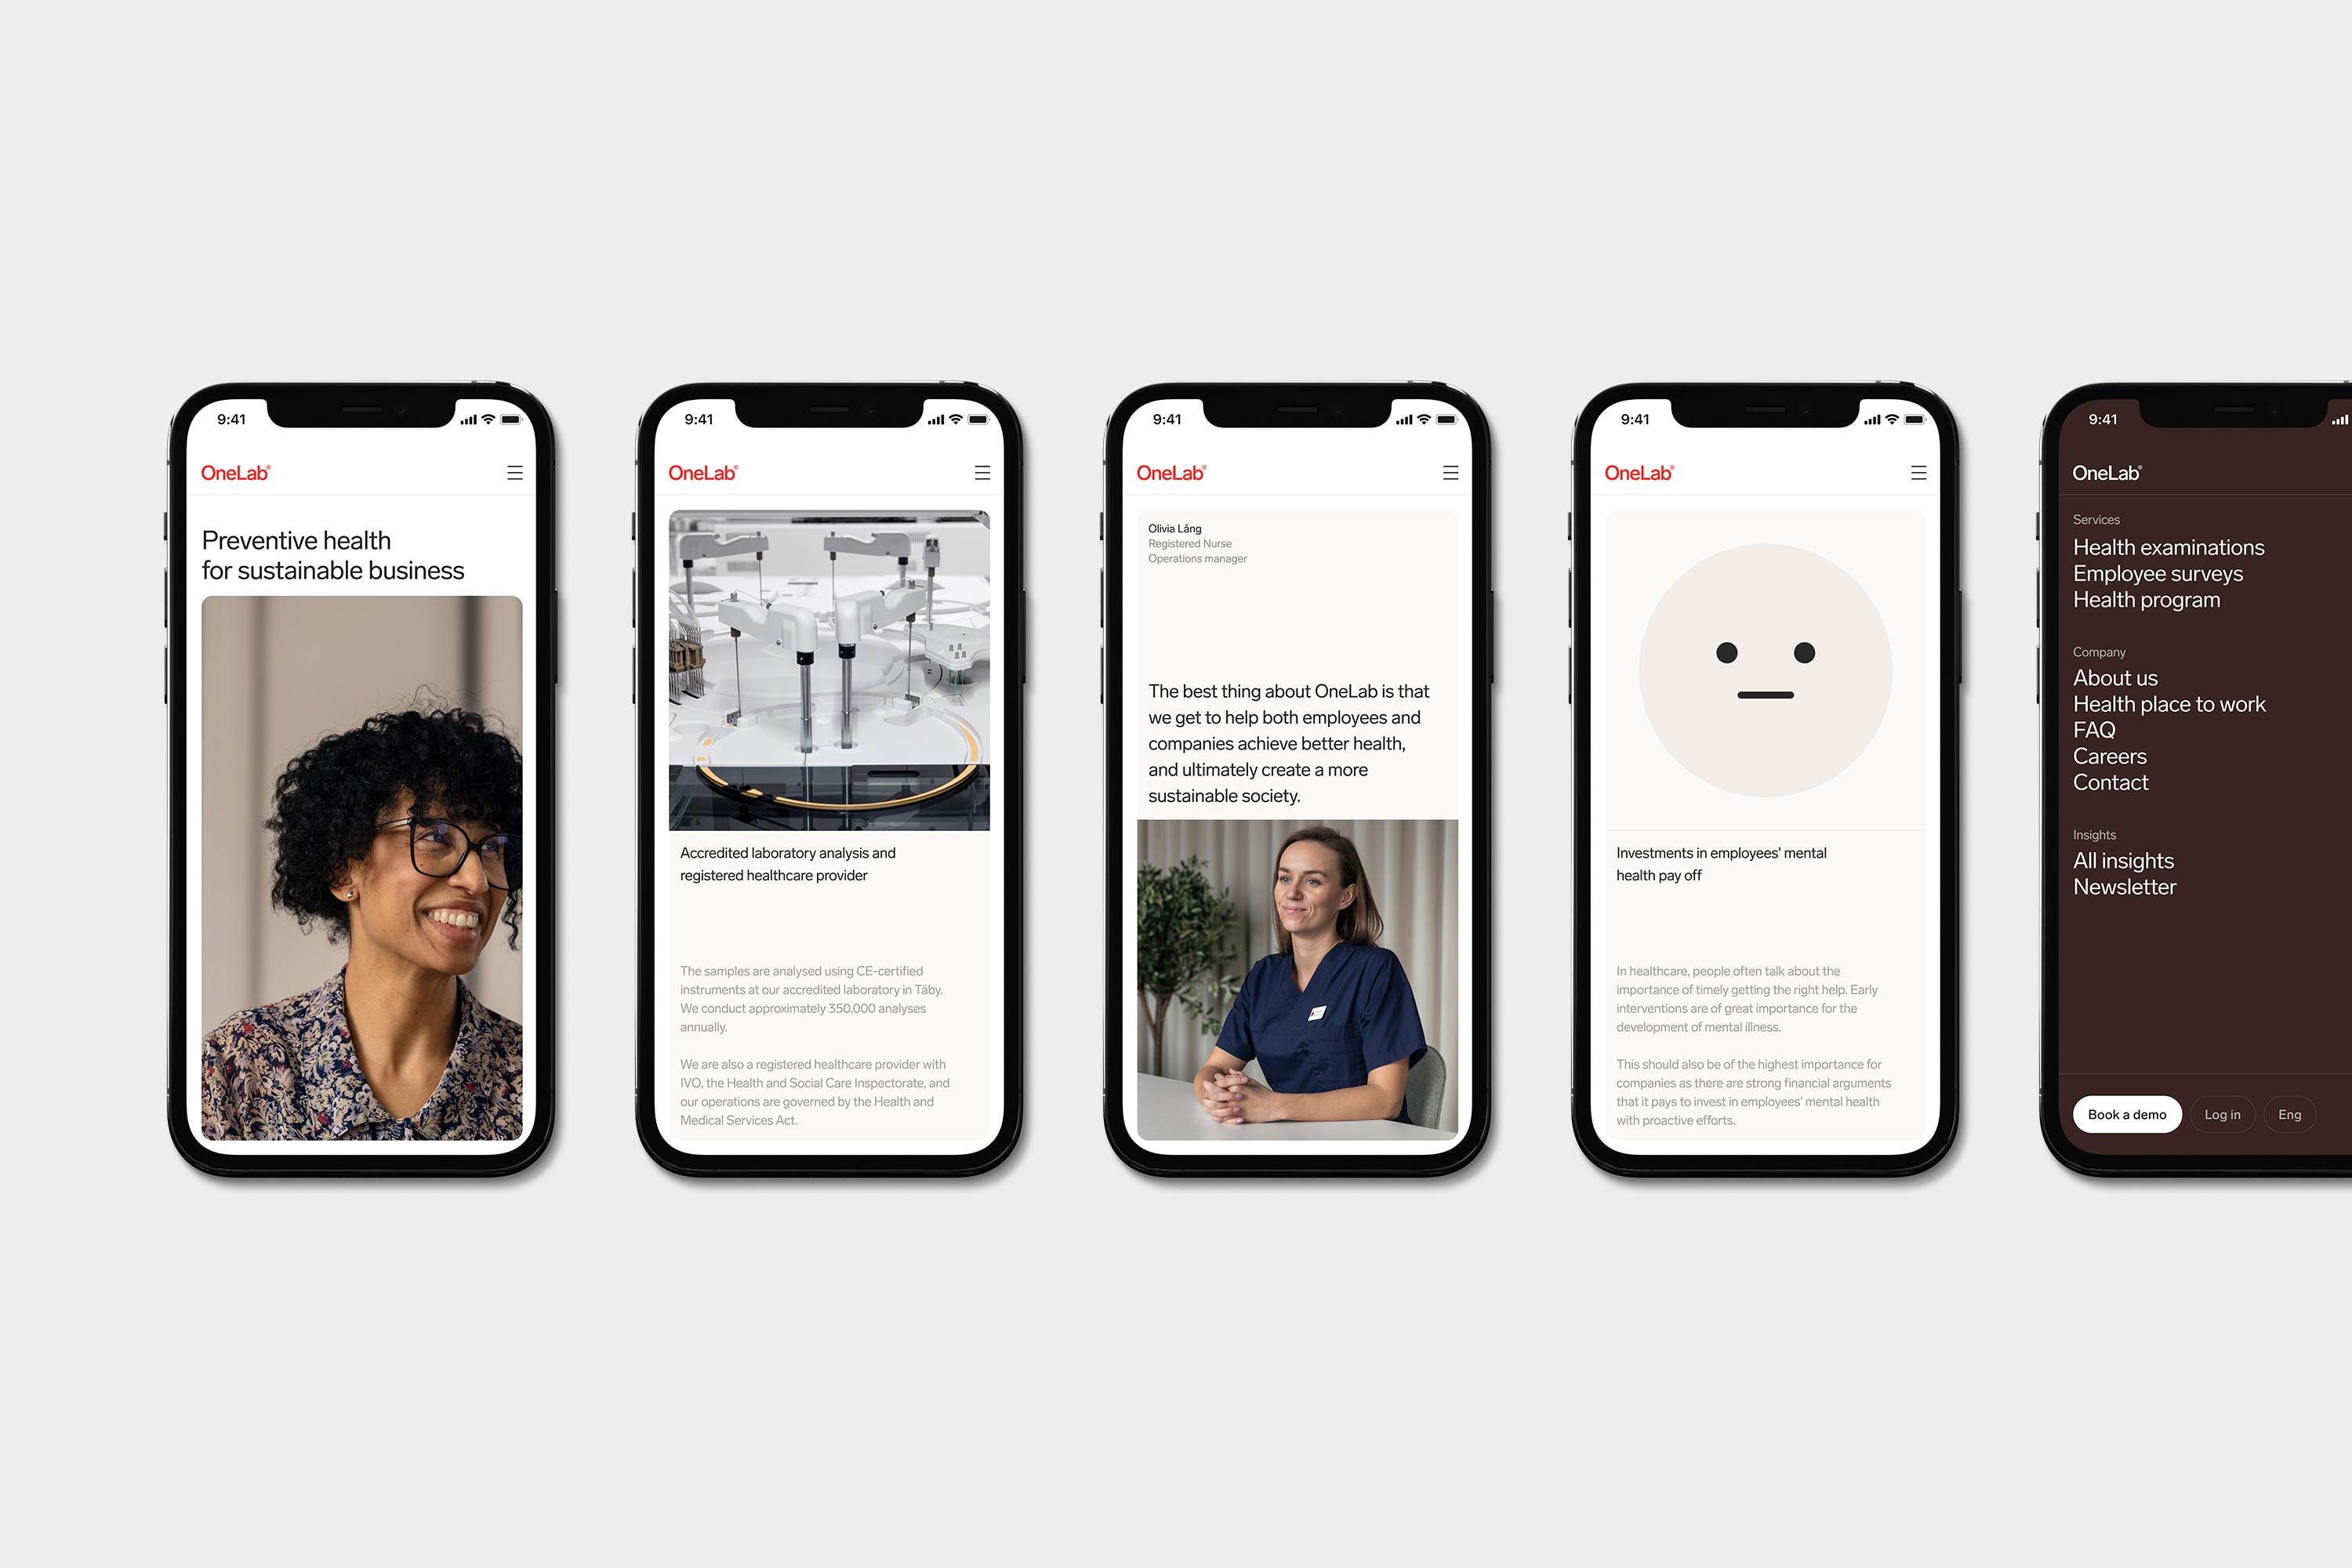 9:41
OneLab®
Preventive health
for sustainable business
9:41
OneLab®
Accredited laboratory analysis and
registered healthcare provider
The samples are analysed using CE-certified
instruments at our accredited laboratory in Täby.
We conduct approximately 350,000 analyses
annually.
We are also a registered healthcare provider with
IVO, the Health and Social Care Inspectorate, and
our operations are governed by the Health and
Medical Services Act.
9:41
OneLab®
Olivia Lång
Registered Nurse
Operations manager
The best thing about OneLab is that
we get to help both employees and
companies achieve better health,
and ultimately create a more
sustainable society.
9:41
OneLab®
Investments in employees' mental
health pay off
In healthcare, people often talk about the
importance of timely getting the right help. Early
interventions are of great importance for the
development of mental illness.
This should also be of the highest importance for
companies as there are strong financial arguments
that it pays to invest in employees' mental health
with proactive efforts.
9:41
OneLab®
Services
Health examinations
Employee surveys
Health program
Company
About us
Health place to work
FAQ
Careers
Contact
Insights
All insights
Newsletter
Book a demo
Log in
Eng